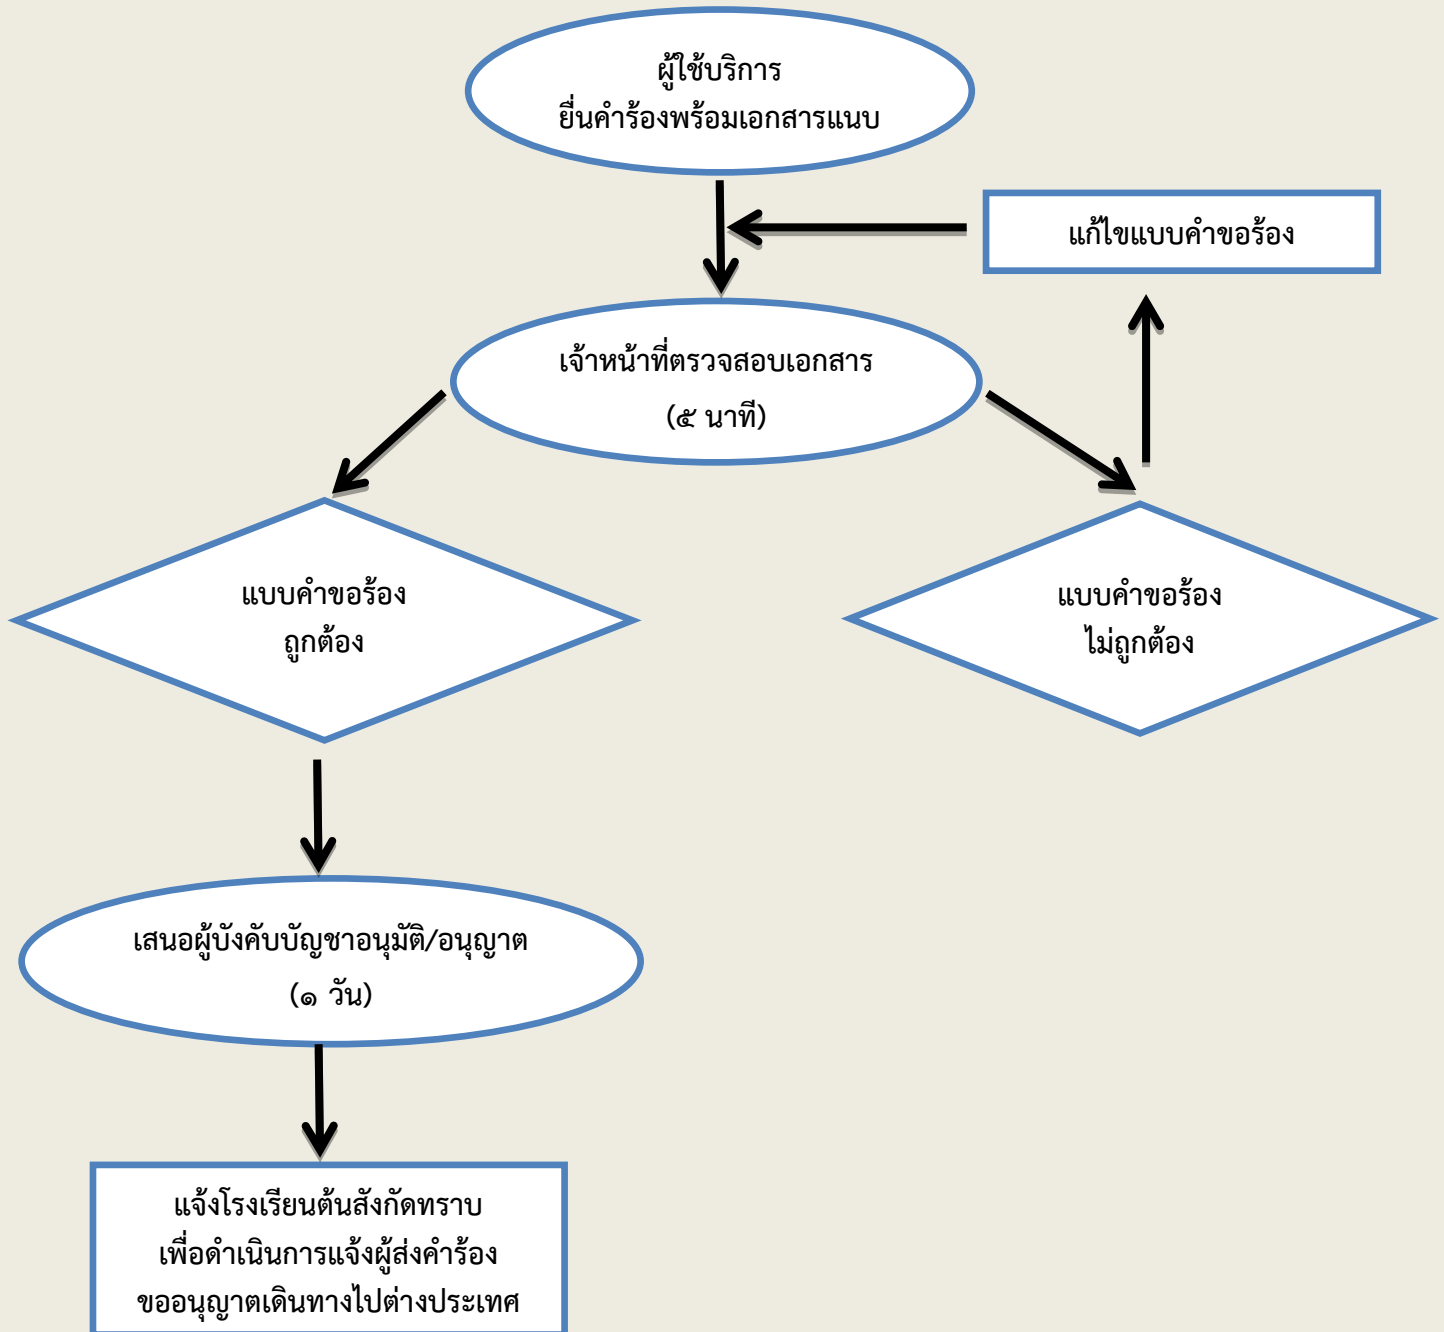 ผู้ใช้บริการ
ยื่นคำร้องพร้อมเอกสารแนบ
แก้ไขแบบคำขอร้อง
เจ้าหน้าที่ตรวจสอบเอกสาร
(๕ นาที)
แบบคำขอร้อง
ถูกต้อง
แบบคำขอร้อง
ไม่ถูกต้อง
เสนอผู้บังคับบัญชาอนุมัติ/อนุญาต
(๑ วัน)
แจ้งโรงเรียนต้นสังกัดทราบ
เพื่อดำเนินการแจ้งผู้ส่งคำร้อง
ขออนุญาตเดินทางไปต่างประเทศ